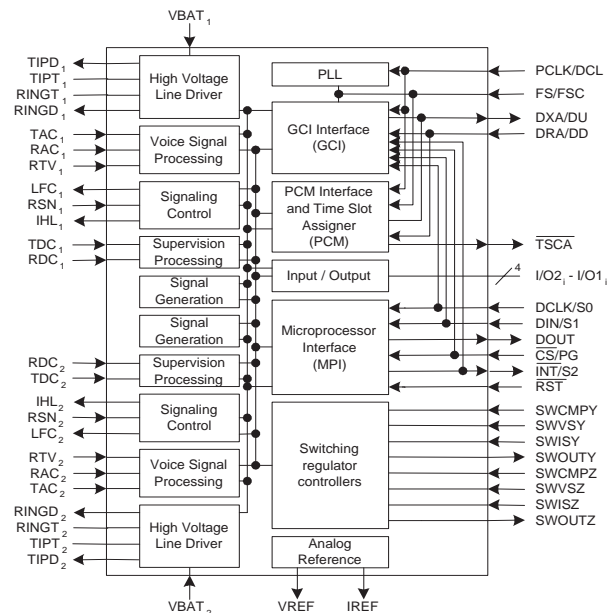 VBAT1
TIPD1
TIPT1
RINGT1
RINGD1
TAC1
RAC1
RTV1
LFC1
RSN1
IHL1
TDC1
RDC1
RDC2
TDC2
IHL2
RSN2
LFC2
RTV2
RAC2
TAC2
RINGD2
RINGT2
TIPT2
TIPD2
VBAT2
High Voltage
Line Driver
Voice Signal
Processing
Signaling
Control
Supervision
Processing
Signal
Generation
Signal
Generation
Supervision
Processing
Signaling
Control
Voice Signal
Processing
High Voltage
Line Driver
PLL
GCI Interface
(GCI)
PCM Interface
and Time Slot
Assigner
(PCM)
Input / Output
Microprocessor
Interface
(MPI)
Switching
regulator
controllers
Analog
Reference
VREF
IREF
PCLK/DCL
FS/FSC
DXA/DU
DRA/DD
TSCA
4
I/O2i - I/O1i
DCLK/S0
DIN/S1
DOUT
CS/PG
INT/S2
RST
SWCMPY
SWVSY
SWISY
SWOUTY
SWCMPZ
SWVSZ
SWISZ
SWOUTZ